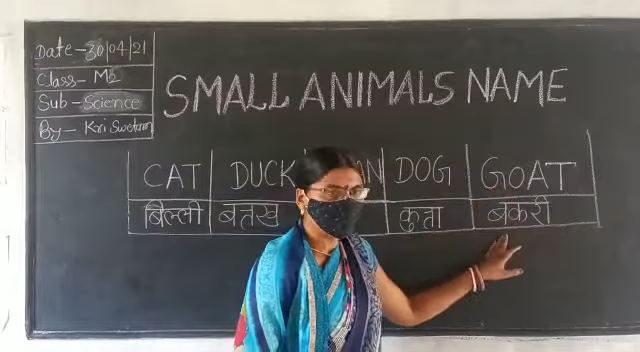 Date - 30/04/21
Class - M2
Sub - Science
By - Kri Swetam
SMALL ANIMALS NAME
CAT DUCK DOG GOAT
बिल्ली बत्तख कुत्ता बकरी